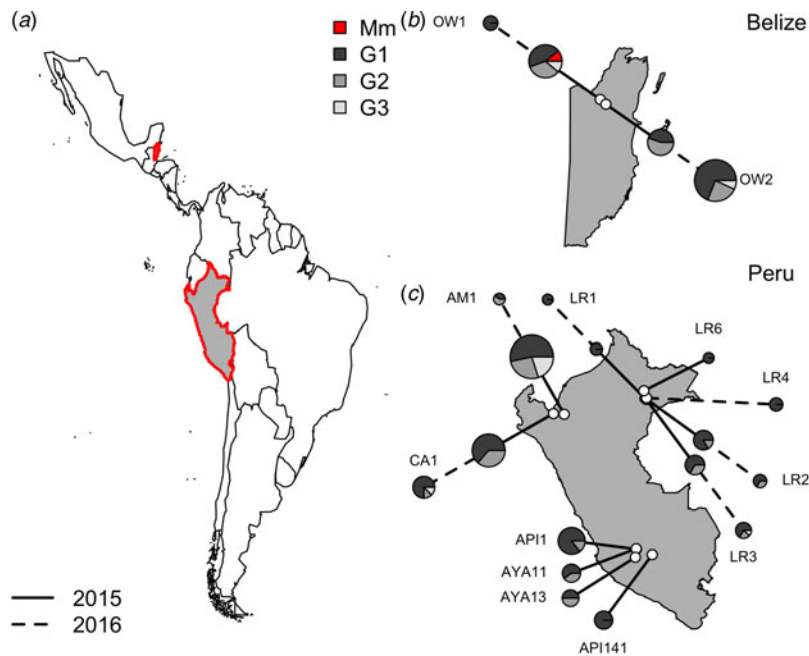 (a)
Mm
G1
G2
G3
2015
2016
(b)
Belize
OW1
OW2
Peru
(c)
AM1
LR1
LR6
LR4
CA1
LR2
LR3
API1
AYA11
AYA13
API141